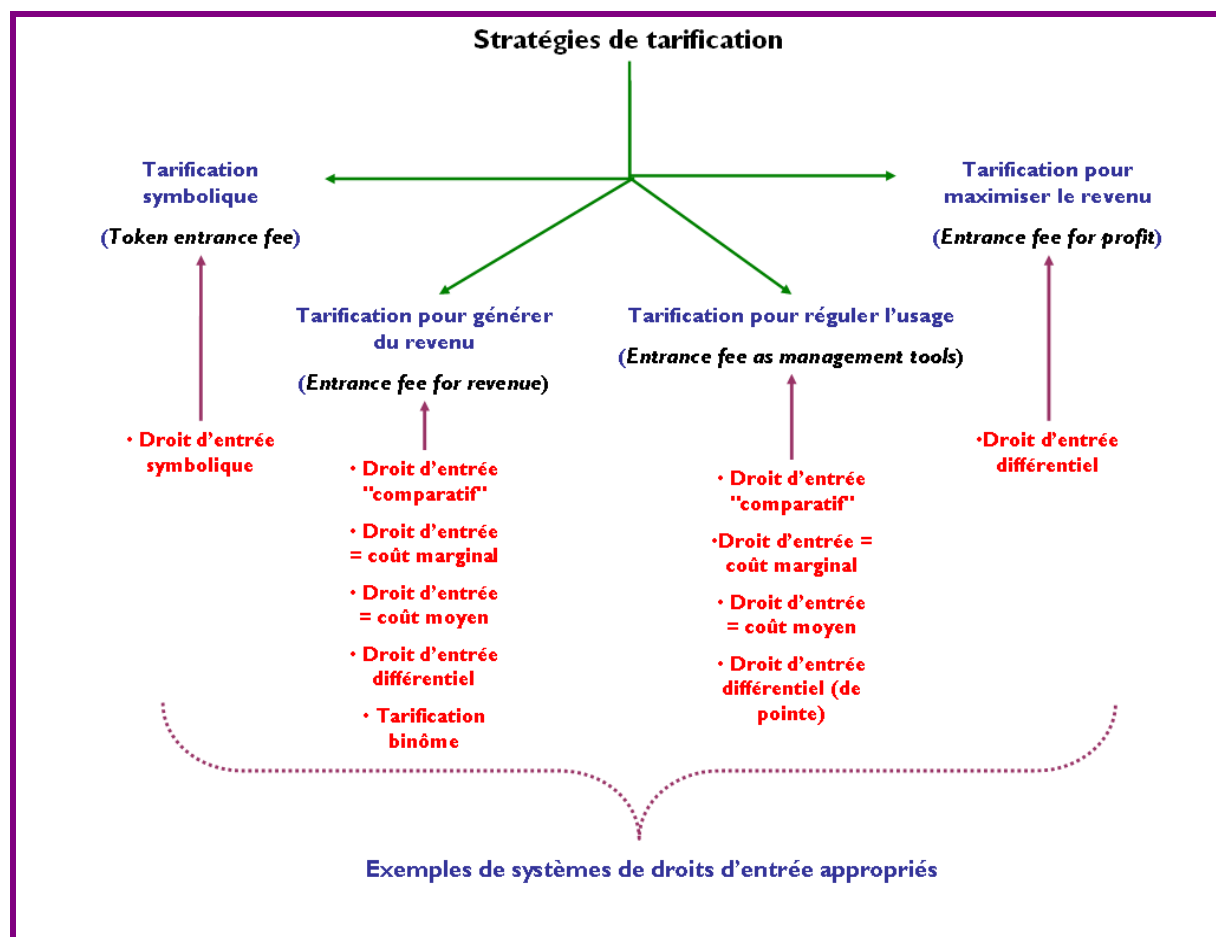 Stratégies de tarification
Tarification
symbolique
(Token entrance fee)
Tarification pour
maximiser le revenu
(Entrance fee for profit)
Tarification pour générer
du revenu
(Entrance fee for revenue)
Tarification pour réguler l’usage
(Entrance fee as management tools)
• Droit d’entrée
symbolique
• Droit d’entrée
"comparatif"
• Droit d’entrée
= coût marginal
• Droit d’entrée
= coût moyen
• Droit d’entrée
différentiel
• Tarification
binôme
• Droit d’entrée
"comparatif"
•Droit d’entrée =
coût marginal
• Droit d’entrée
= coût moyen
• Droit d’entrée
différentiel (de
pointe)
•Droit d’entrée
différentiel
Exemples de systèmes de droits d’entrée appropriés